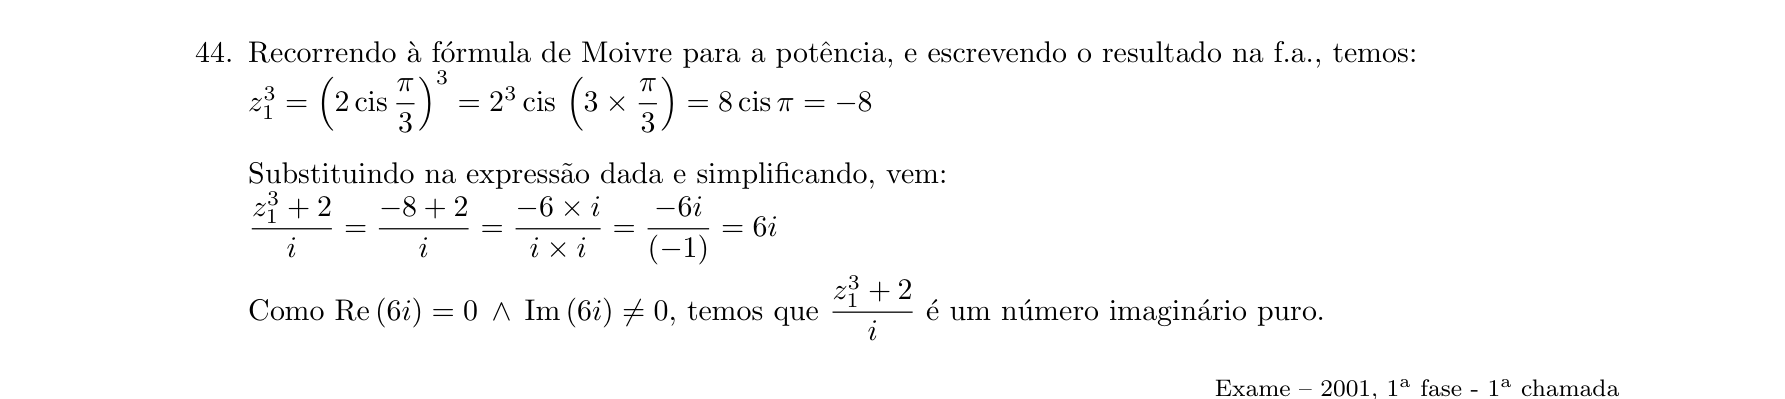 44. Recorrendo à fórmula de Moivre para a potência, e escrevendo o resultado na f.a., temos:
$z_1^3 = \left(2 \operatorname{cis} \frac{\pi}{3}\right)^3 = 2^3 \operatorname{cis} \left(3 \times \frac{\pi}{3}\right) = 8 \operatorname{cis} \pi = -8$
Substituindo na expressão dada e simplificando, vem:
$\frac{z_1^3 + 2}{i} = \frac{-8 + 2}{i} = \frac{-6 \times i}{i \times i} = \frac{-6i}{(-1)} = 6i$
Como $\operatorname{Re}(6i) = 0 \wedge \operatorname{Im}(6i) \neq 0$, temos que $\frac{z_1^3 + 2}{i}$ é um número imaginário puro.
Exame – 2001, 1ª fase - 1ª chamada